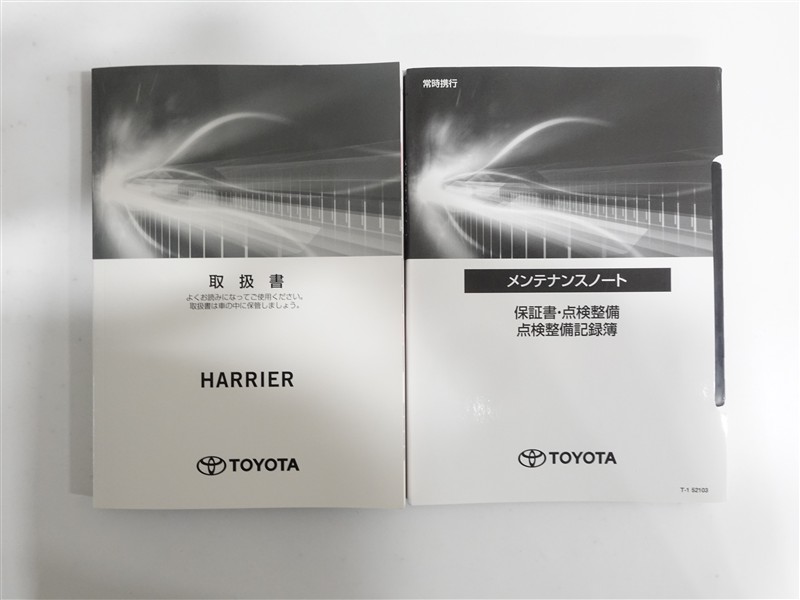 取扱書
よくお読みになってご使用ください。
取扱書は車の中に保管しましょう。
HARRIER
TOYOTA
常時携行
メンテナンスノート
保証書・点検整備
点検整備記録簿
TOYOTA
T-1 52103